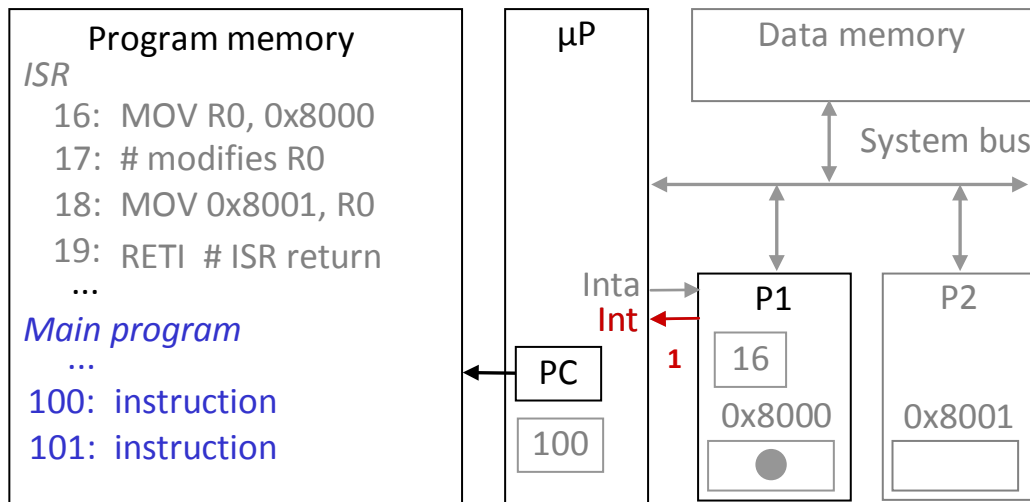 Program memory
ISR
16: MOV R0, 0x8000
17: # modifies R0
18: MOV 0x8001, R0
19: RETI # ISR return
...
Main program
...
100: instruction
101: instruction
µP
Inta
Int
PC
100
Data memory
System bus
1
P1
16
0x8000
P2
0x8001